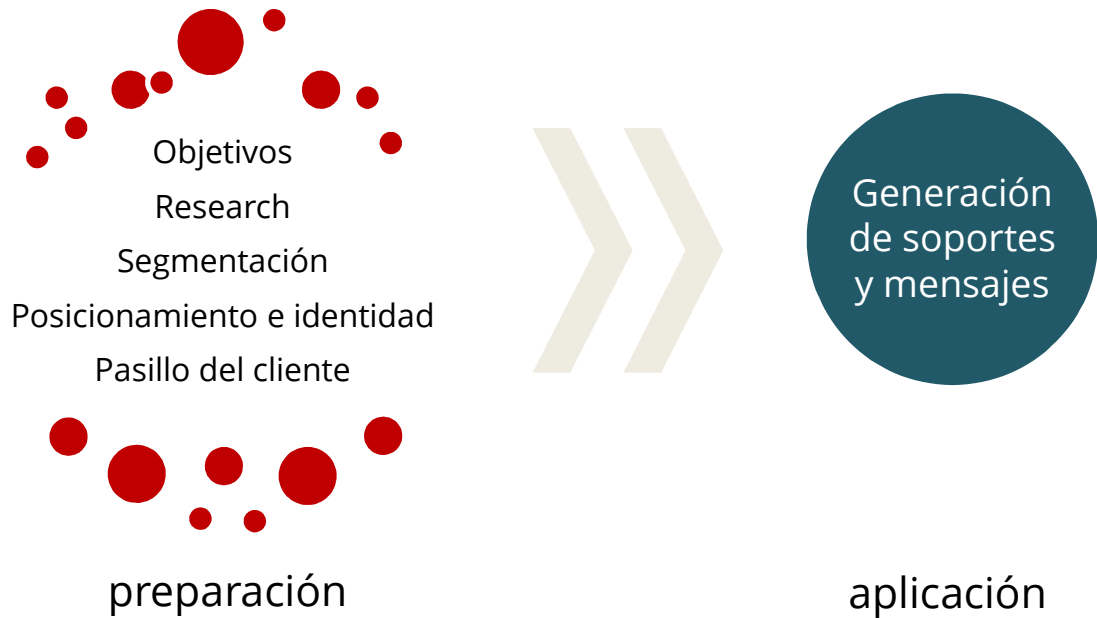 Objetivos
Research
Segmentación
Posicionamiento e identidad
Pasillo del cliente
preparación
Generación
de soportes
y mensajes
aplicación